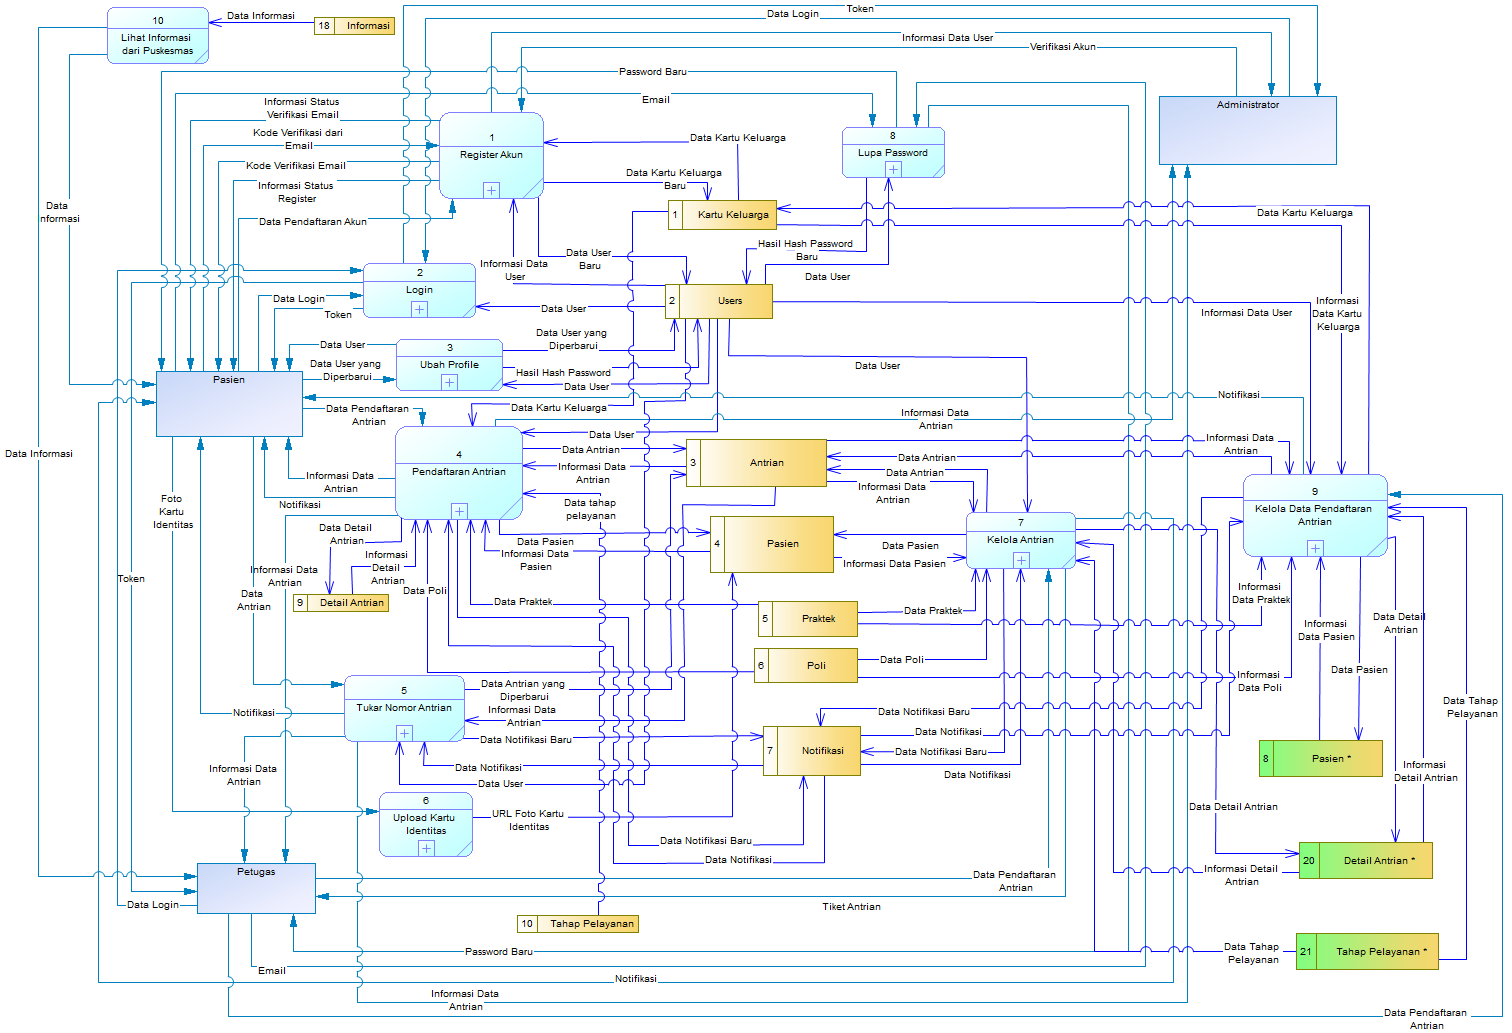 Token
Data Login
10
Lihat Informasi
dari Puskesmas
Data Informasi
18
Informasi
Informasi Data User
Verifikasi Akun
Password Baru
Email
Administrator
Informasi Status
Verifikasi Email
Kode Verifikasi dari
Email
Kode Verifikasi Email
Informasi Status
Register
Data Pendaftaran Akun
1
Register Akun
Data Kartu Keluarga
Data Kartu Keluarga
Baru
8
Lupa Password
1
Kartu Keluarga
Data Kartu Keluarga
Data
nformasi
Data User
Baru
Informasi Data
User
Hasil Hash Password
Baru
Data User
2
Login
Data Login
Token
Data User
2
Users
Informasi Data User
Informasi
Data Kartu
Keluarga
Data User
Data User yang
Diperbarui
3
Ubah Profile
Data User yang
Diperbarui
Hasil Hash Password
Data User
Data User
Pasien
Notifikasi
Data Pendaftaran
Antrian
Data Kartu Keluarga
Informasi Data
Antrian
Data User
Data Antrian
Informasi Data
Antrian
4
Pendaftaran Antrian
3
Antrian
Informasi Data
Antrian
Data Antrian
Data Antrian
Informasi Data
Antrian
Data Informasi
Informasi Data
Antrian
Notifikasi
Foto
Kartu
Identitas
Data tahap
pelayanan
9
Kelola Data Pendaftaran
Antrian
7
Kelola Antrian
Data Detail
Antrian
Informasi
Detail
Antrian
Data Pasien
Informasi Data
Pasien
4
Pasien
Data Pasien
Informasi Data Pasien
Informasi Data
Antrian
Data
Antrian
Token
9
Detail Antrian
Data Poli
Data Praktek
5
Praktek
Data Praktek
Informasi
Data Praktek
Informasi
Data Pasien
Data Detail
Antrian
6
Poli
Data Poli
Informasi
Data Poli
Data Pasien
5
Tukar Nomor Antrian
Data Antrian yang
Diperbarui
Informasi Data
Antrian
Notifikasi
Data Notifikasi Baru
Data Notifikasi
Data User
Data Notifikasi Baru
Data Notifikasi
Data Notifikasi Baru
Data Notifikasi
7
Notifikasi
Data Tahap
Pelayanan
8
Pasien *
Informasi
Detail Antrian
Informasi Data
Antrian
6
Upload Kartu
Identitas
URL Foto Kartu
Identitas
Data Notifikasi Baru
Data Notifikasi
Data Detail Antrian
20
Detail Antrian *
Informasi Detail
Antrian
Petugas
Data Login
Data Pendaftaran
Antrian
Tiket Antrian
10
Tahap Pelayanan
Password Baru
Data Tahap
Pelayanan
21
Tahap Pelayanan *
Email
Notifikasi
Informasi Data
Antrian
Data Pendaftaran
Antrian